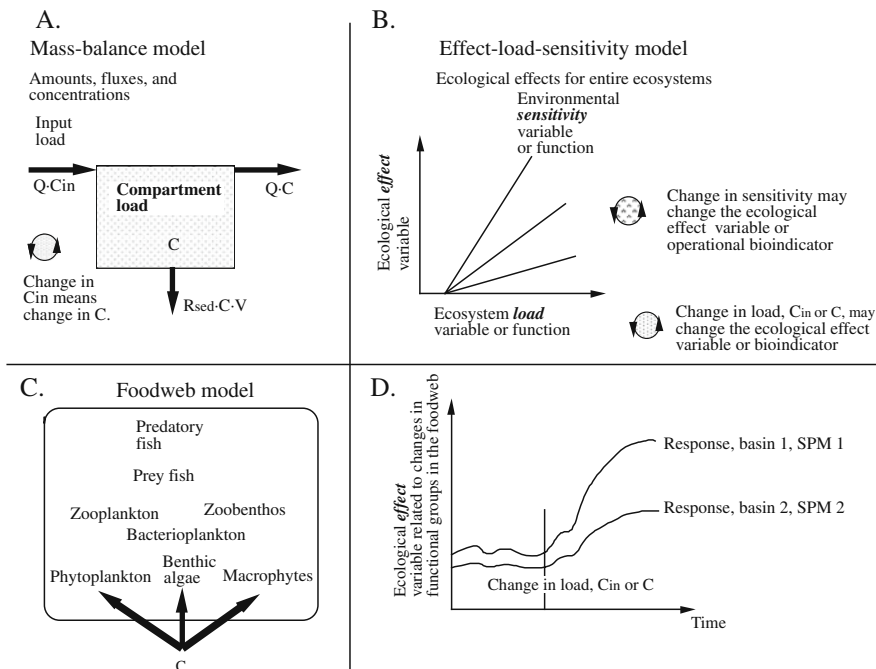 A.
Mass-balance model
Amounts, fluxes, and
concentrations
Input
load
Q·Cin
Compartment
load
C
Q·C
Rsed·C·V
Change in
Cin means
change in C.
B.
Effect-load-sensitivity model
Ecological effects for entire ecosystems
Environmental
sensitivity
variable
or function
Ecological effect
variable
Ecosystem load
variable or function
Change in sensitivity may
change the ecological
effect variable or
operational bioindicator
Change in load, Cin or C, may
change the ecological effect
variable or bioindicator
C.
Foodweb model
Predatory
fish
Prey fish
Zooplankton
Zoobenthos
Bacterioplankton
Phytoplankton
Benthic
algae
Macrophytes
C
D.
Ecological effect
variable related to changes in
functional groups in the foodweb
Response, basin 1, SPM 1
Response, basin 2, SPM 2
Change in load, Cin or C
Time